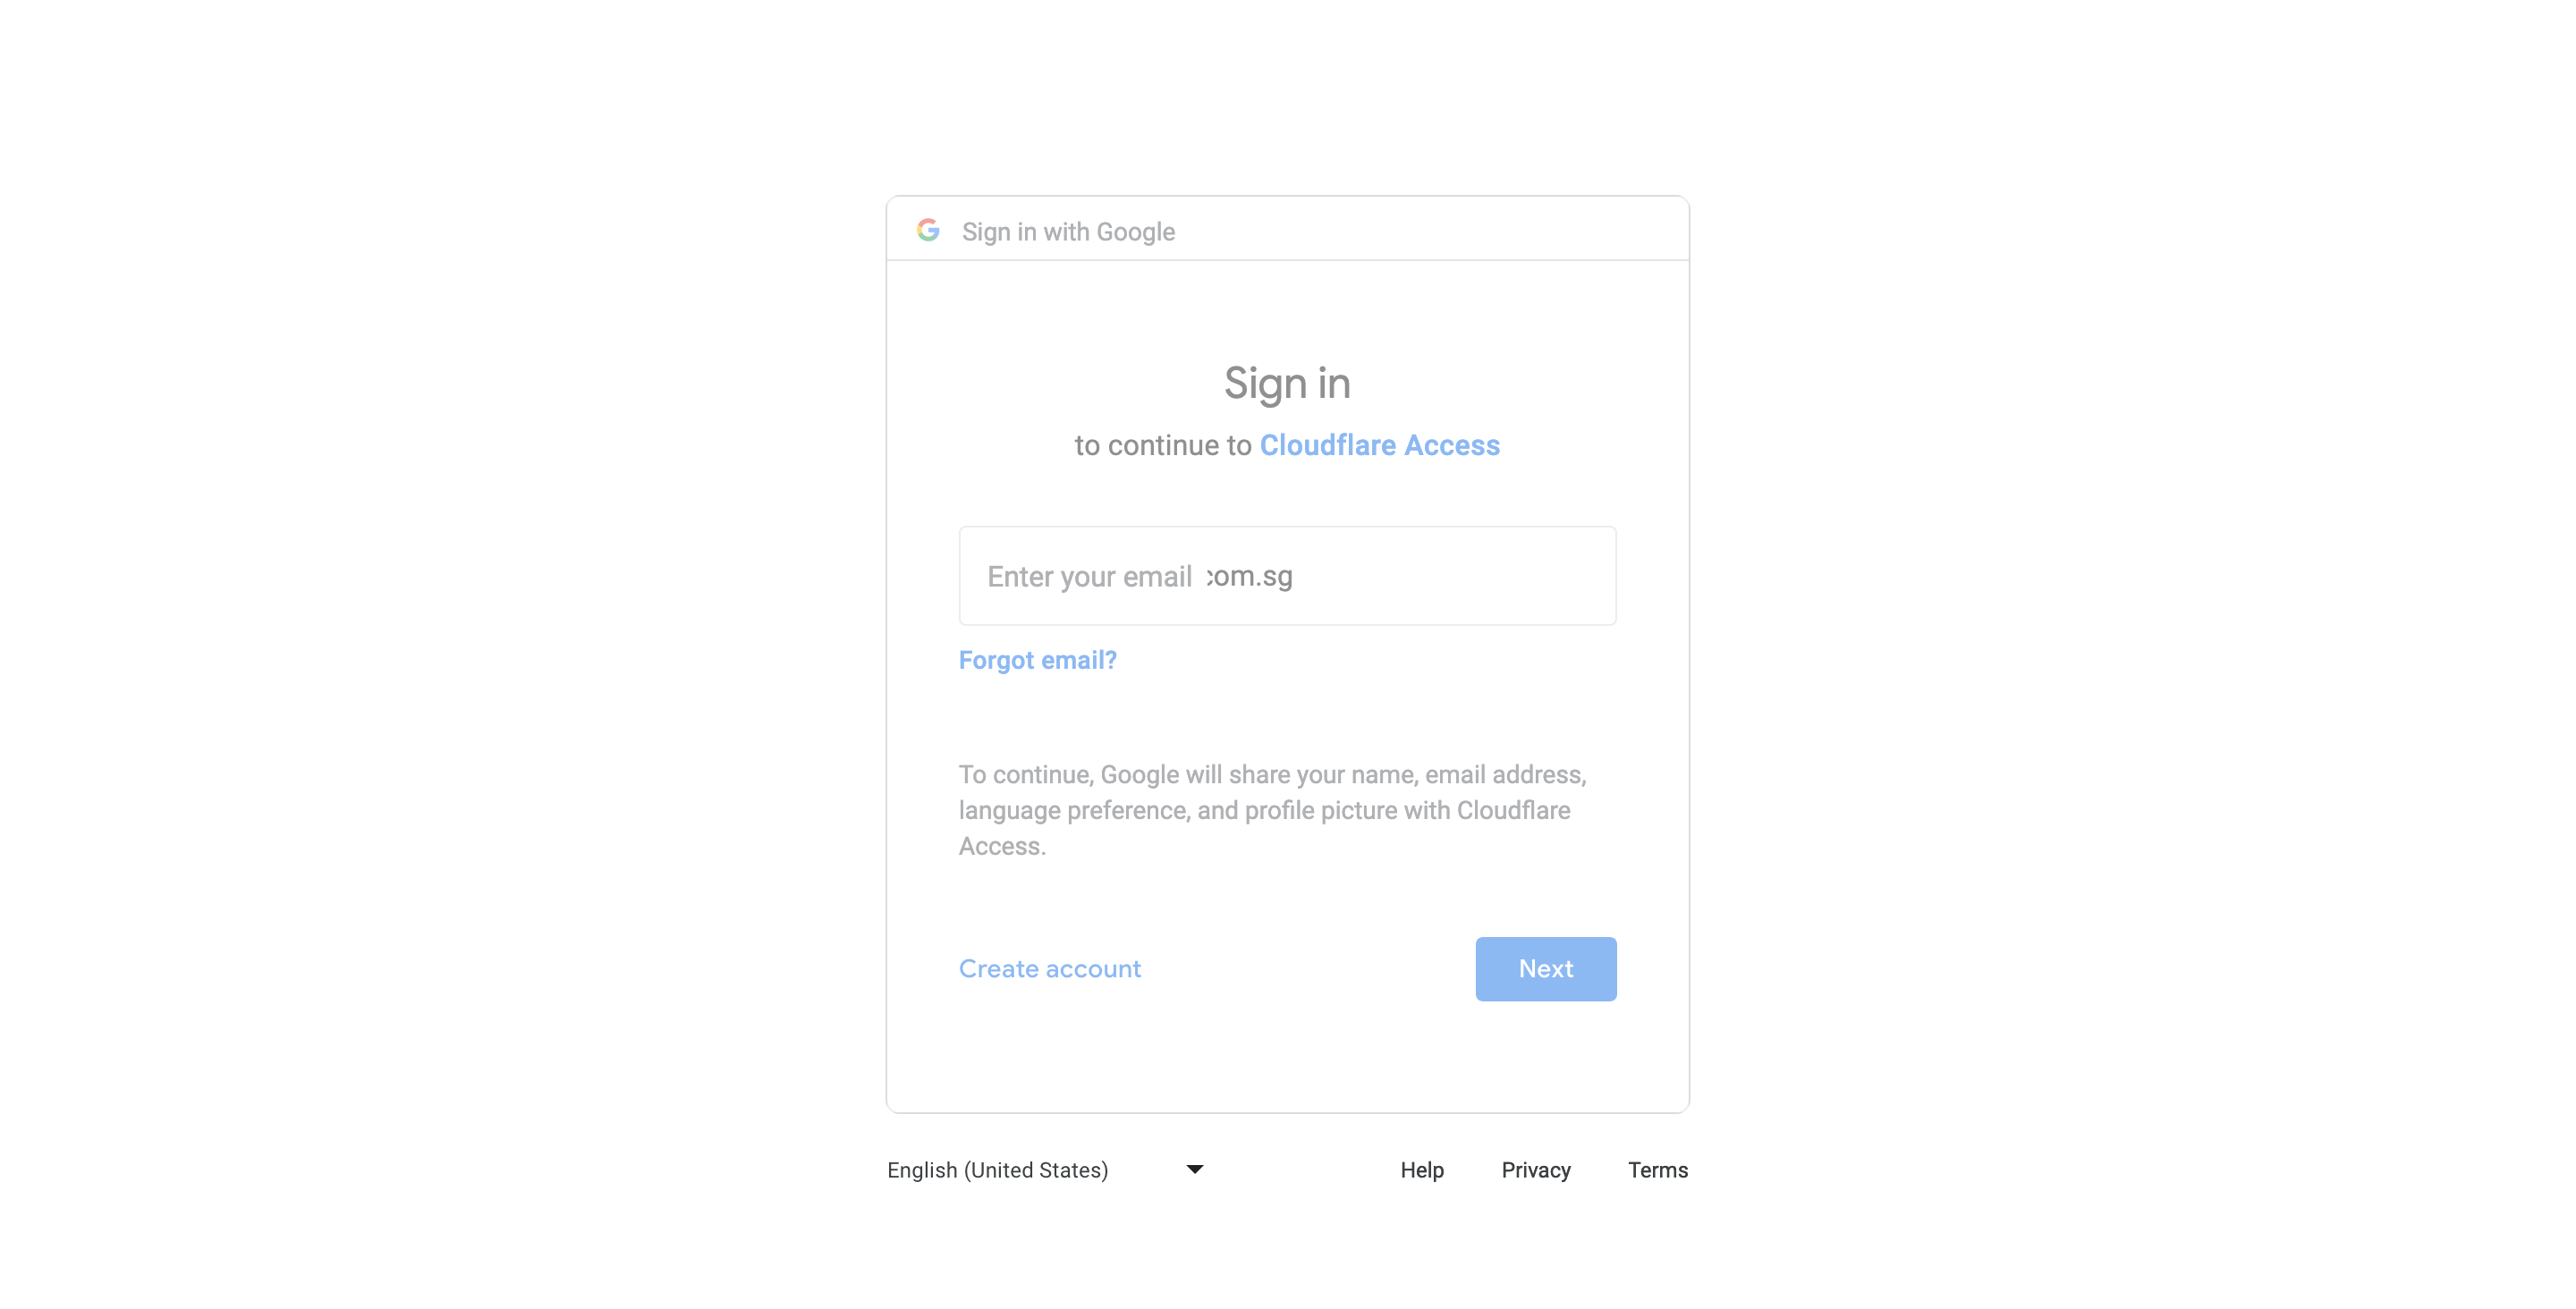 Sign in with Google
Sign in
to continue to Cloudflare Access
Enter your email com.sg
Forgot email?
To continue, Google will share your name, email address,
language preference, and profile picture with Cloudflare
Access.
Create account
Next
English (United States)
Help
Privacy
Terms